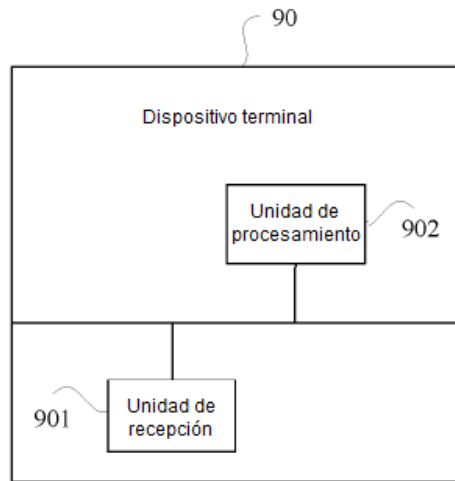 90
Dispositivo terminal
Unidad de
procesamiento
902
901
Unidad de
recepción